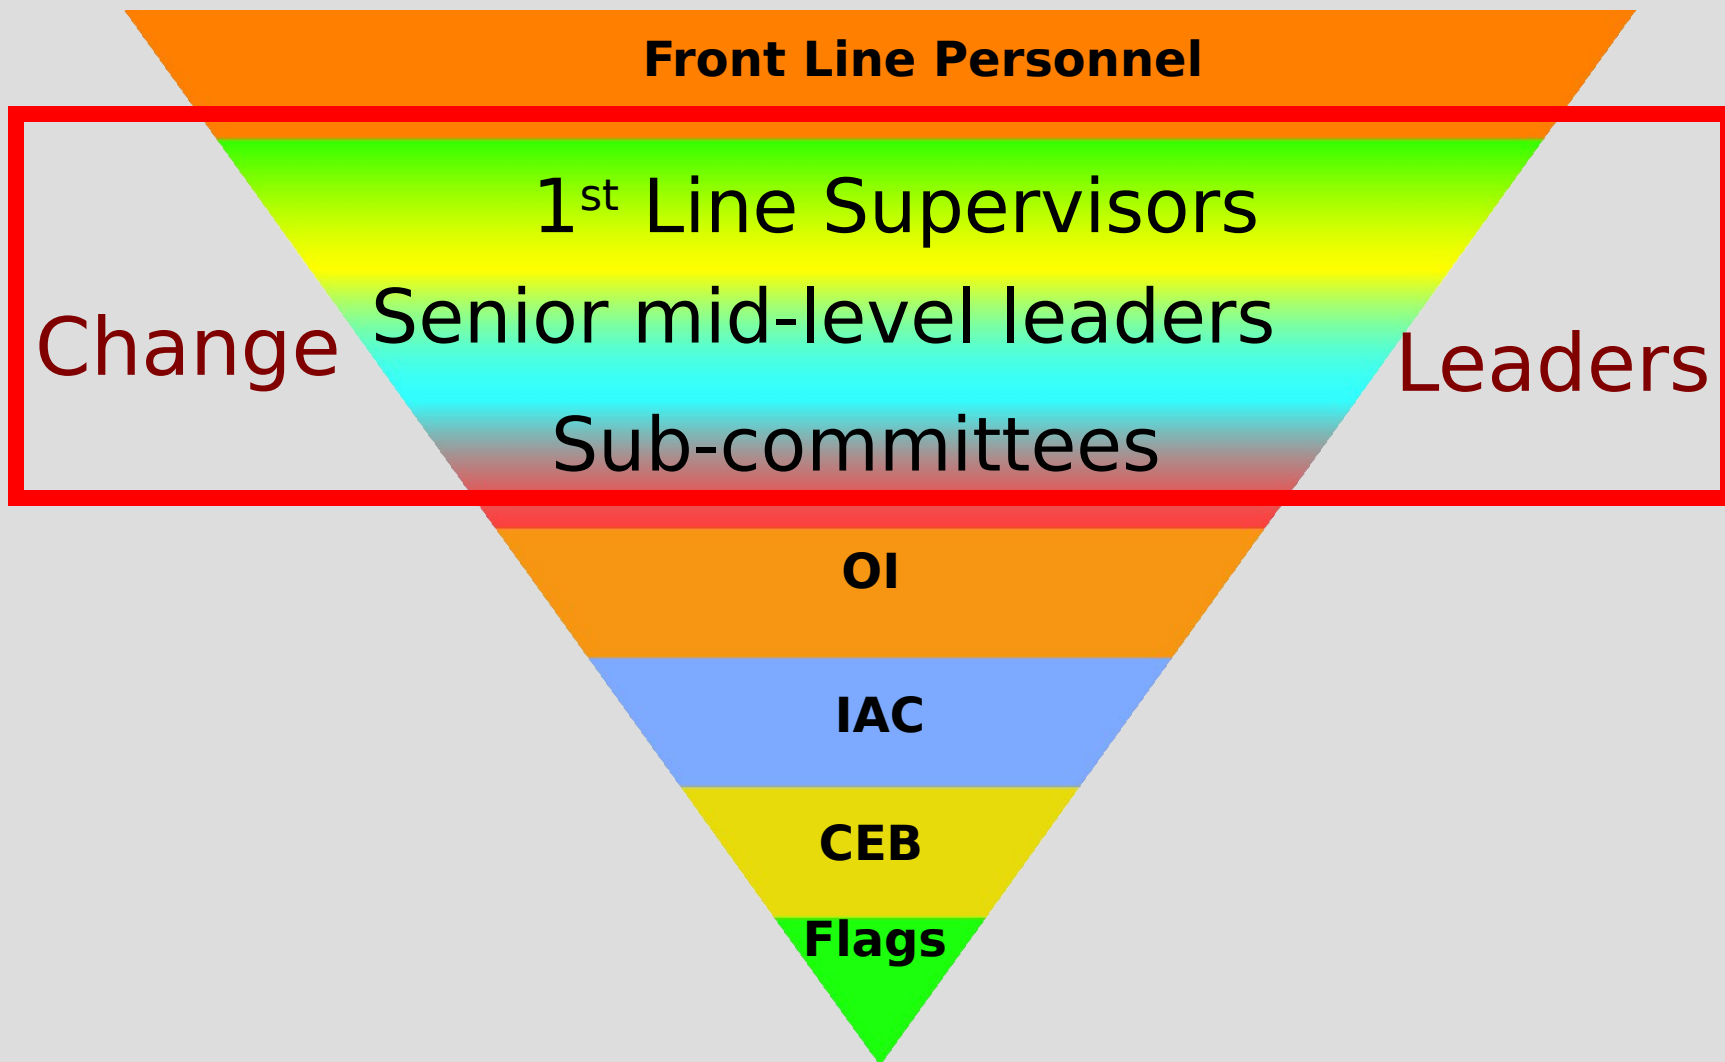 Front Line Personnel
1st Line Supervisors
Senior mid-level leaders
Change
Leaders
Sub-committees
OI
IAC
CEB
Flags